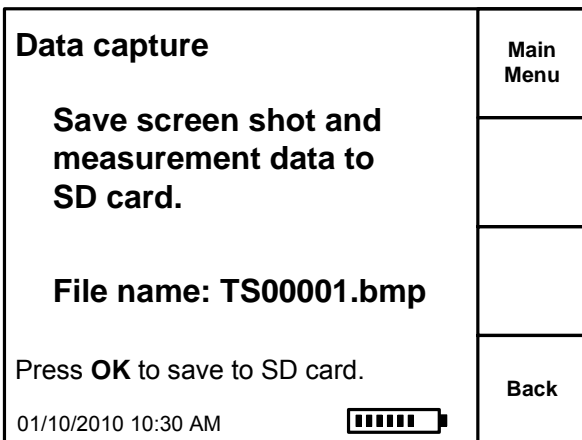 Data capture
Main
Menu
Save screen shot and
measurement data to
SD card.
File name: TS00001.bmp
Press OK to save to SD card.
Back
01/10/2010 10:30 AM